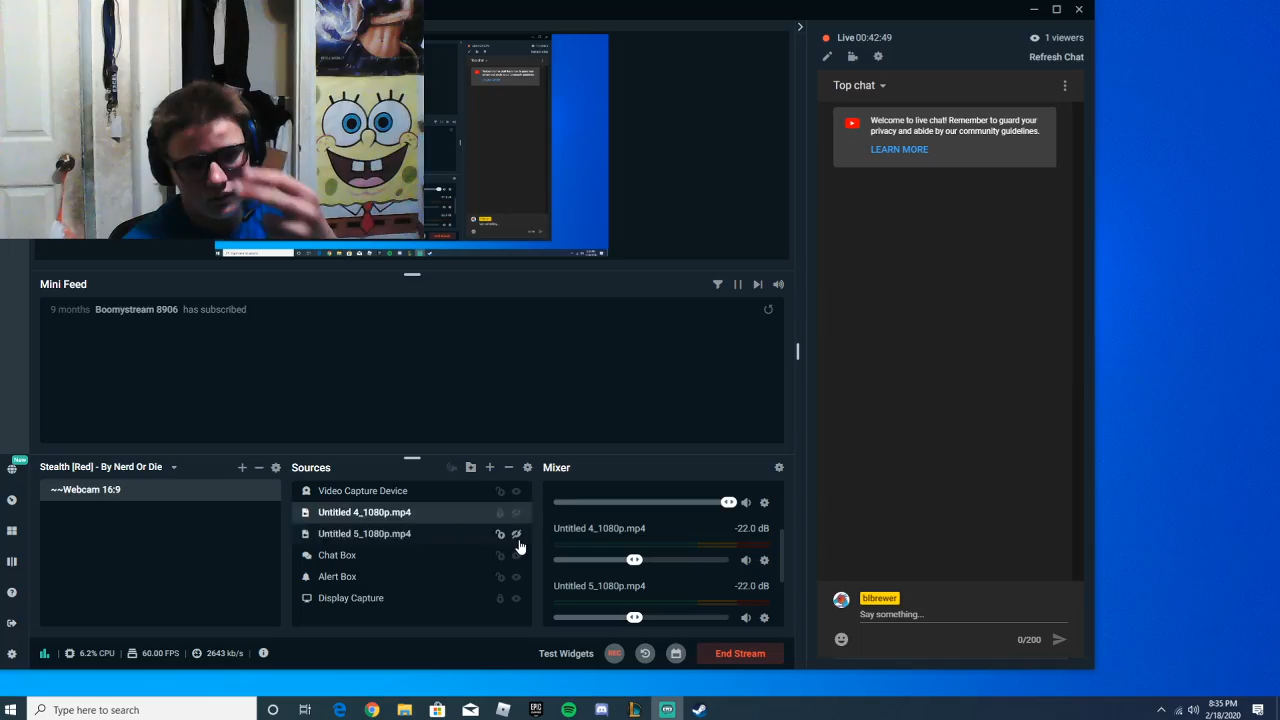 Live 00:42:49
1 viewers
Refresh Chat
Top chat
Welcome to live chat! Remember to guard your
privacy and abide by our community guidelines.
LEARN MORE
Mini Feed
9 months Boomystream 8906 has subscribed
New
Stealth [Red] - By Nerd Or Die
~~Webcam 16:9
Sources
Video Capture Device
Untitled 4_1080p.mp4
Untitled 5_1080p.mp4
Chat Box
Alert Box
Display Capture
Mixer
Untitled 4_1080p.mp4 -22.0 dB
Untitled 5_1080p.mp4 -22.0 dB
blbrewer
Say something...
0/200
6.2% CPU 60.00 FPS 2643 kb/s
Test Widgets REC End Stream
Type here to search
EPIC
8:35 PM
2/18/2020